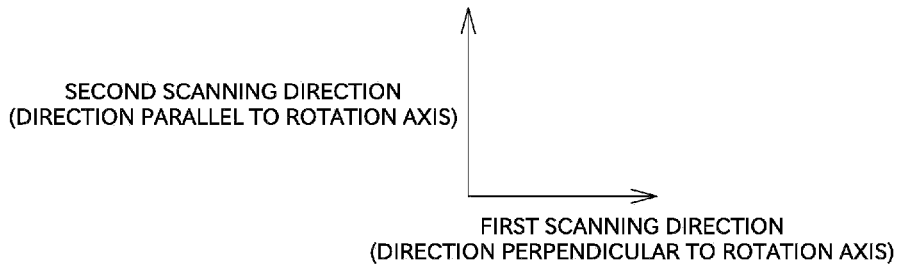 SECOND SCANNING DIRECTION
(DIRECTION PARALLEL TO ROTATION AXIS)
FIRST SCANNING DIRECTION
(DIRECTION PERPENDICULAR TO ROTATION AXIS)